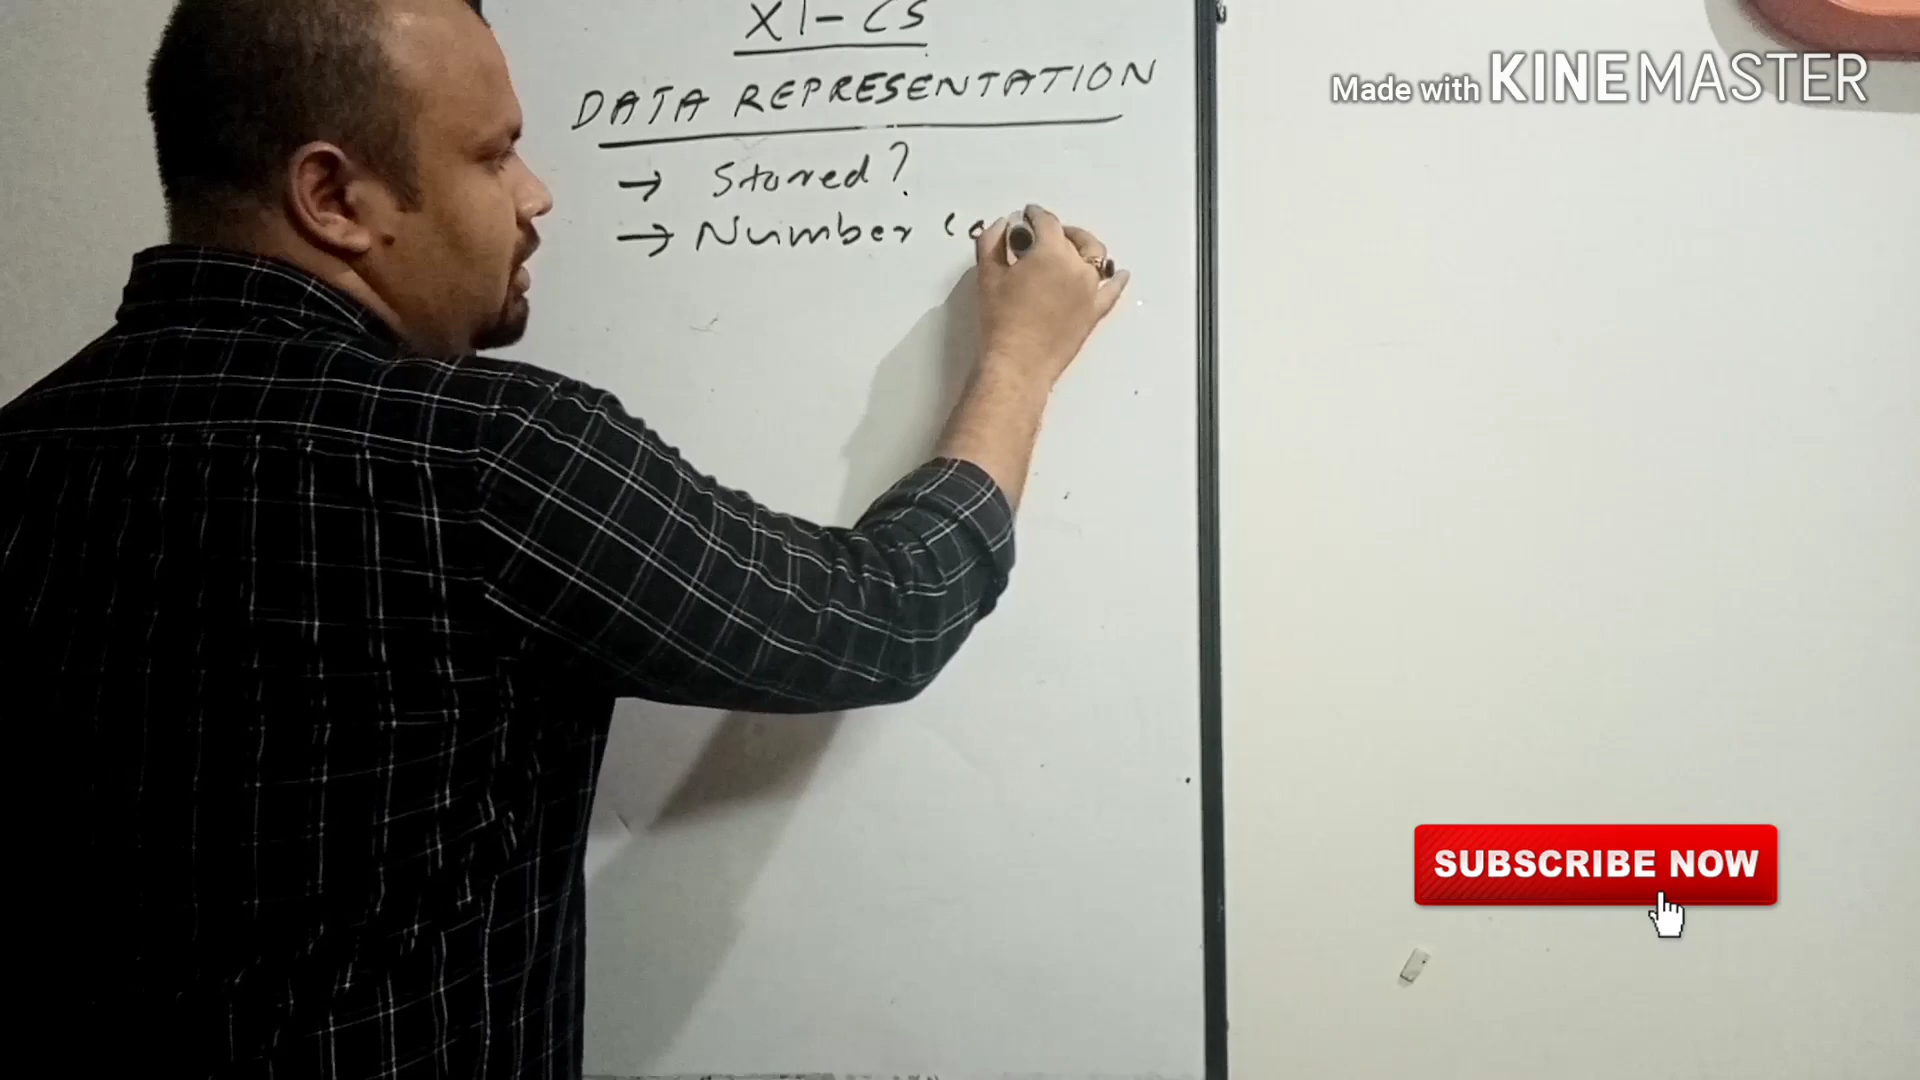 XI-CS
DATA REPRESENTATION
→ Stored?
→ Number
Made with KINEMASTER
SUBSCRIBE NOW